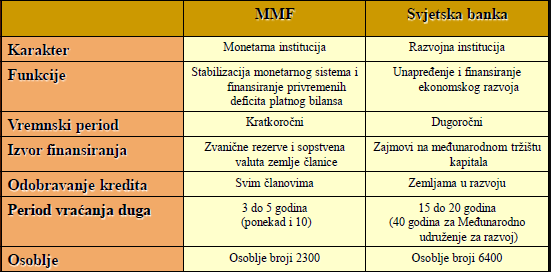 MMF Svjetska banka
Karakter Monetarna institucija Razvojna institucija
Funkcije Stabilizacija monetarnog sistema i Unapređenje i finansiranje
finansiranje privremenih ekonomskog razvoja
deficita platnog bilansa
Vremnski period Kratkoročni Dugoročni
Izvor finansiranja Zvanične rezerve i sopstvena Zajmovi na međunarodnom tržištu
valuta zemlje članice kapitala
Odobravanje kredita Svim članovima Zemljama u razvoju
Period vraćanja duga 3 do 5 godina 15 do 20 godina
(ponekad i 10) (40 godina za Međunarodno
udruženje za razvoj)
Osoblje Osoblje broji 2300 Osoblje broji 6400